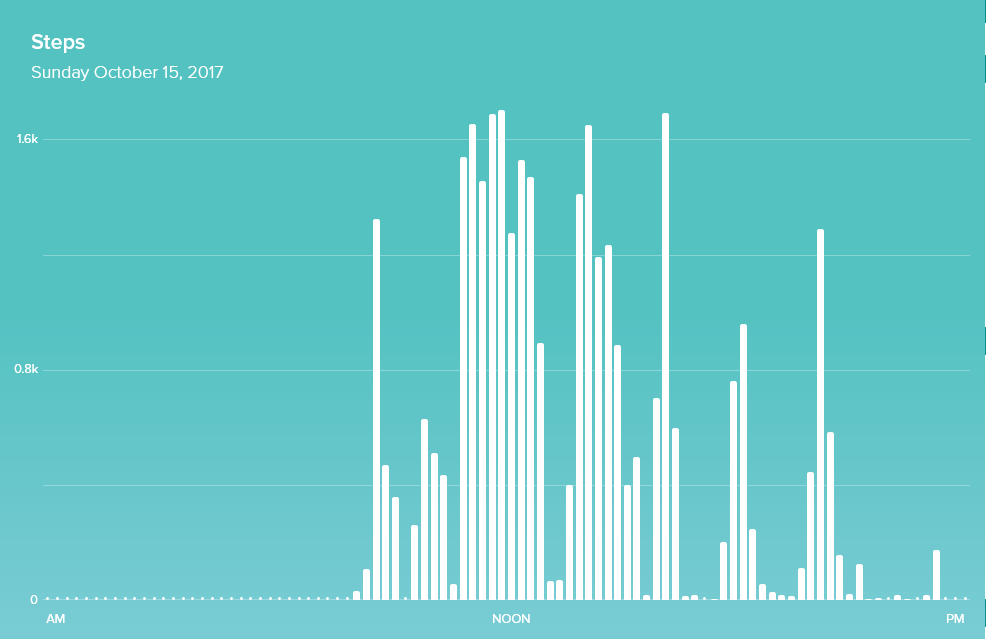 Steps
Sunday October 15, 2017
1.6k
0.8k
0
AM NOON PM